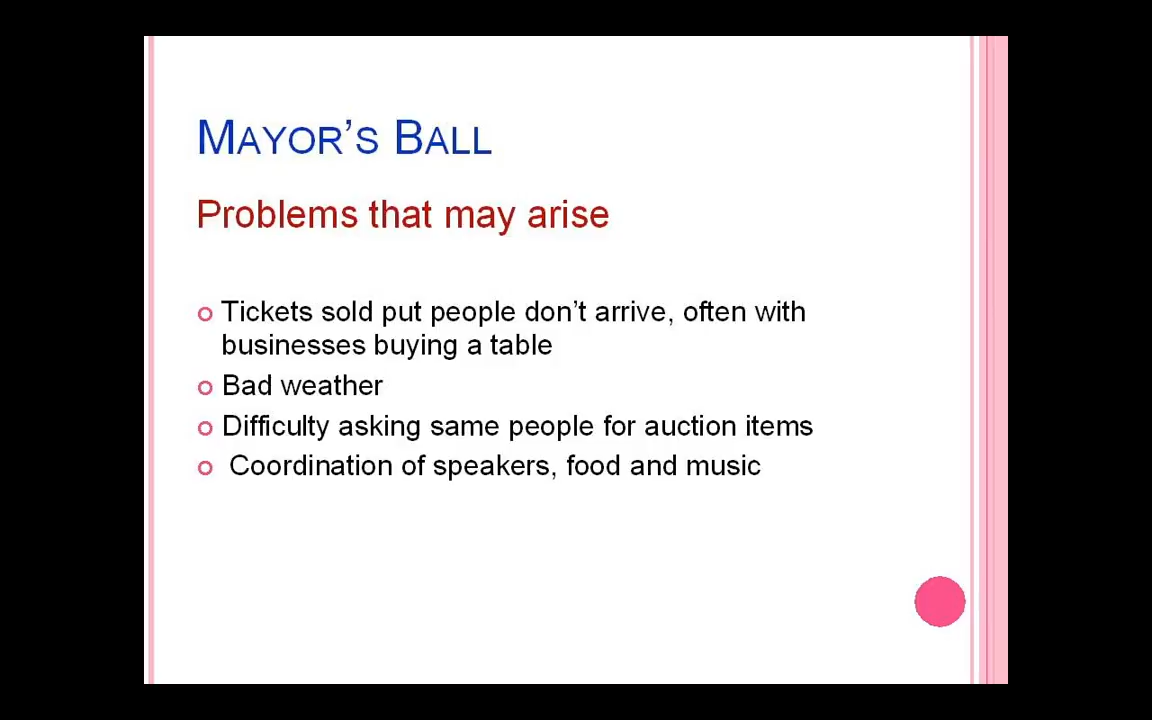 MAYOR'S BALL
Problems that may arise
Tickets sold put people don't arrive, often with
businesses buying a table
Bad weather
Difficulty asking same people for auction items
Coordination of speakers, food and music